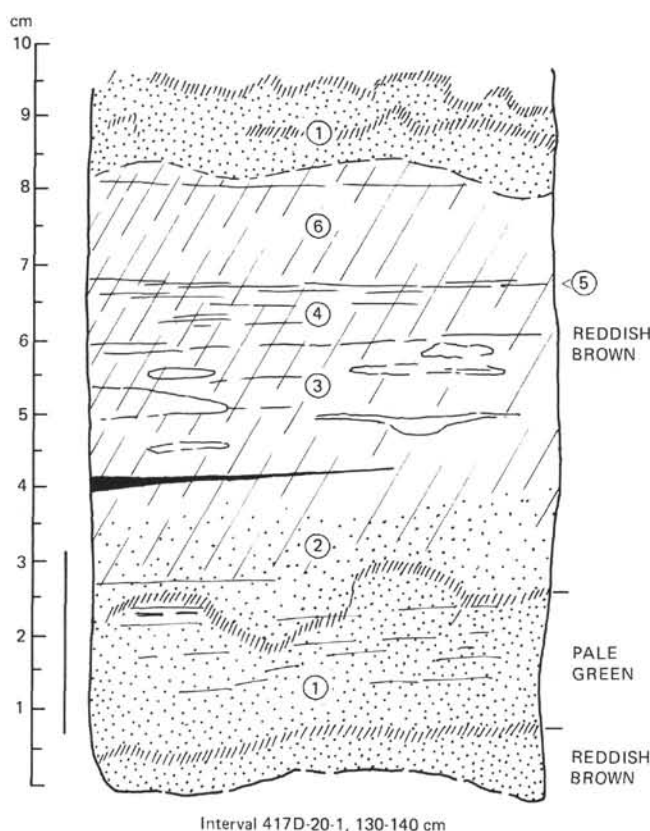 cm
10
9
①
8
⑥
7
⑤
④
6
REDDISH
BROWN
③
5
4
②
3
2
PALE
GREEN
①
1
REDDISH
BROWN
Interval 417D-20-1, 130-140 cm